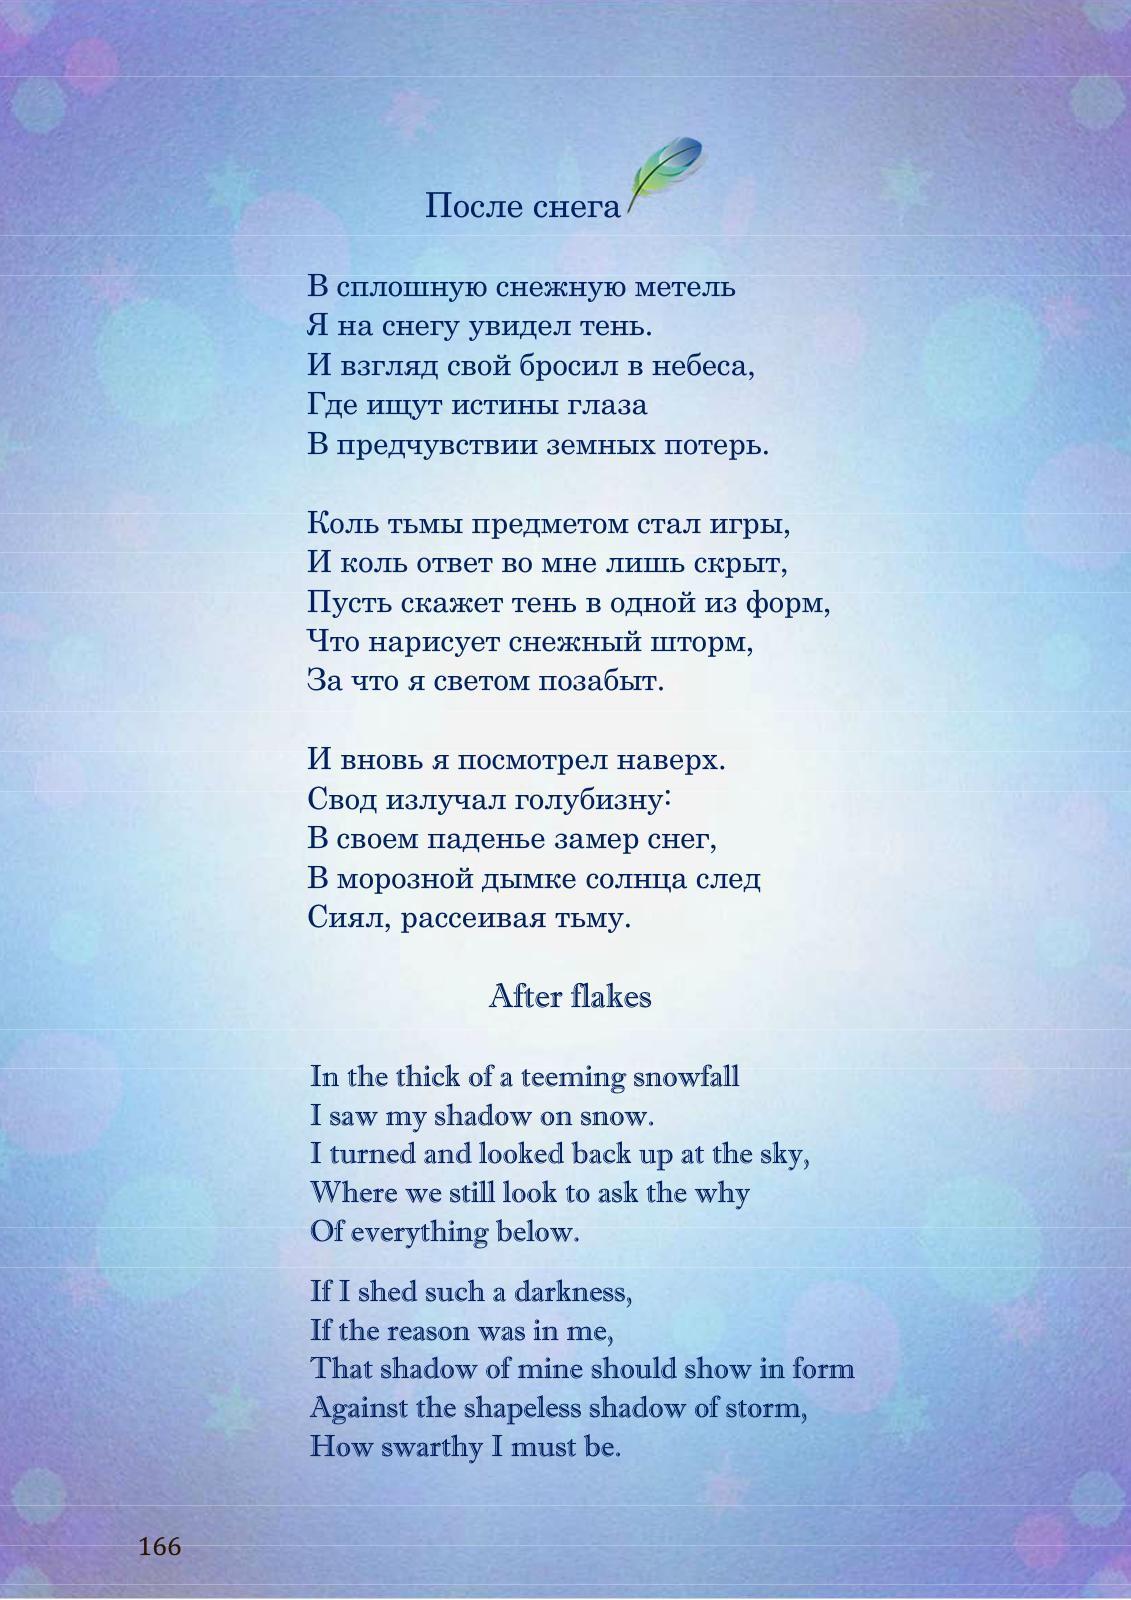 После снега
В сплошную снежную метель
Я на снегу увидел тень.
И взгляд свой бросил в небеса,
Где ищут истины глаза
В предчувствии земных потерь.
Коль тьмы предметом стал игры,
И коль ответ во мне лишь скрыт,
Пусть скажет тень в одной из форм,
Что нарисует снежный шторм,
За что я светом позабыт.
И вновь я посмотрел наверх.
Свод излучал голубизну:
В своем паденье замер снег,
В морозной дымке солнца след
Сиял, рассеивая тьму.
After flakes
In the thick of a teeming snowfall
I saw my shadow on snow.
I turned and looked back up at the sky,
Where we still look to ask the why
Of everything below.
If I shed such a darkness,
If the reason was in me,
That shadow of mine should show in form
Against the shapeless shadow of storm,
How swarthy I must be.
166